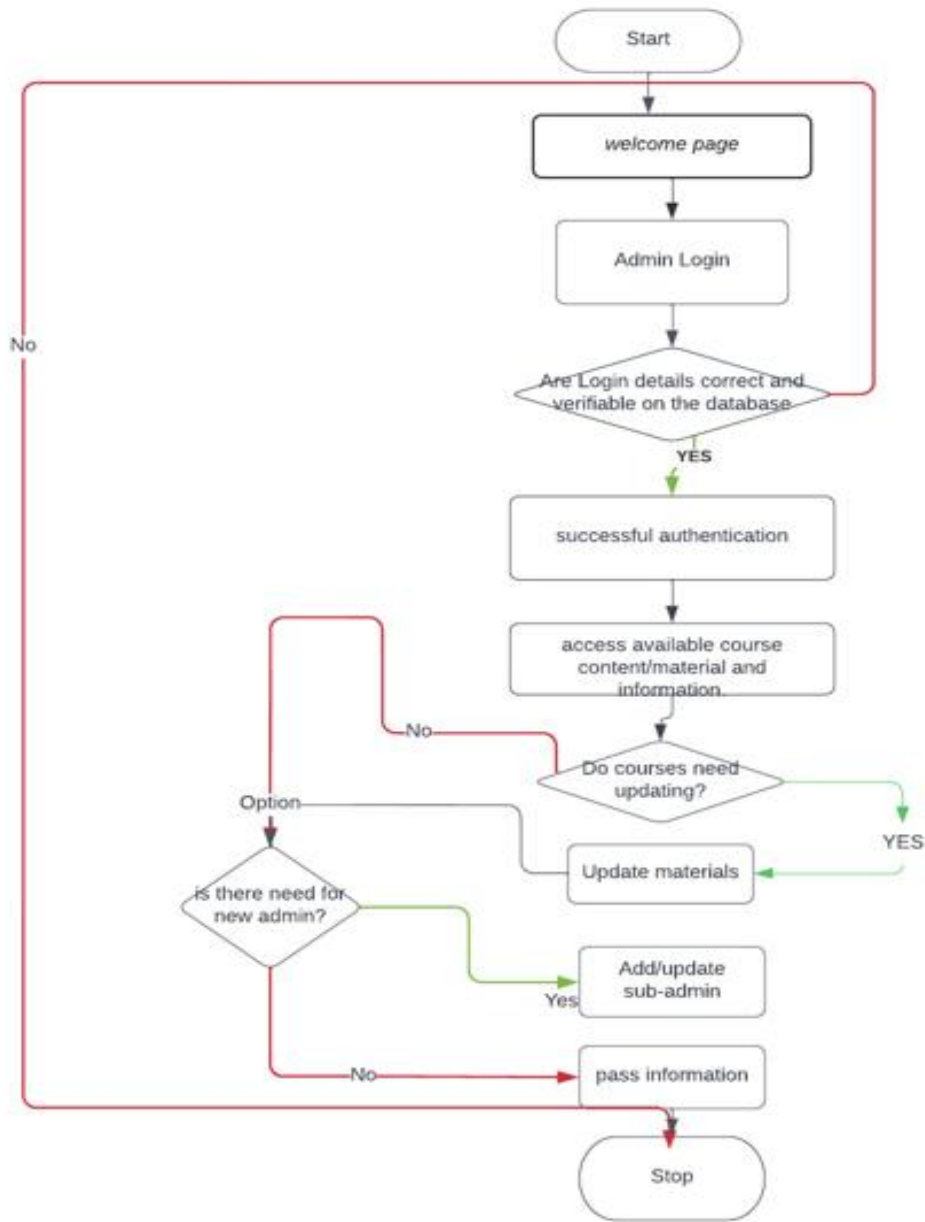 Start
welcome page
Admin Login
No
Are Login details correct and
verifiable on the database
YES
successful authentication
access available course
content/material and
information.
No
Do courses need
updating?
Option
YES
Update materials
is there need for
new admin?
Add/update
sub-admin
Yes
No
pass information
Stop